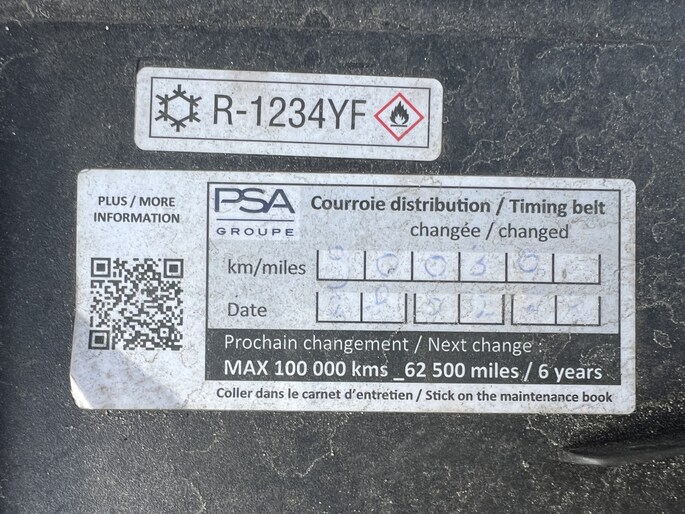 R-1234YF
PLUS / MORE
INFORMATION
PSA
GROUPE
Courroie distribution / Timing belt
changée / changed
km/miles
Date
Prochain changement / Next change :
MAX 100 000 kms _62 500 miles / 6 years
Coller dans le carnet d'entretien / Stick on the maintenance book